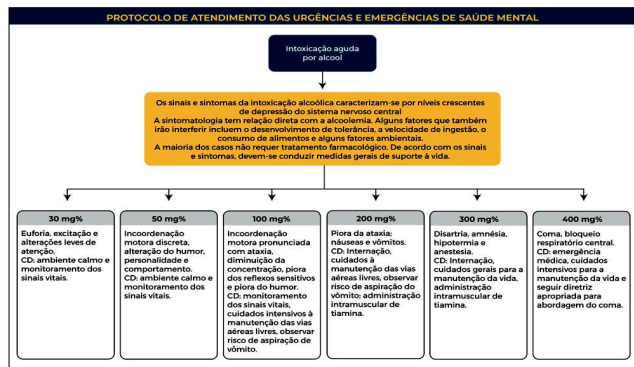 PROTOCOLO DE ATENDIMENTO DAS URGÊNCIAS E EMERGÊNCIAS DE SAÚDE MENTAL
Intoxicação aguda
por alcool
Os sinais e sintomas da intoxicação alcoólica caracterizam-se por níveis crescentes
de depressão do sistema nervoso central
A sintomatologia tem relação direta com a alcoolemia. Alguns fatores que também
irão interferir incluem o desenvolvimento de tolerância, a velocidade de ingestão, o
consumo de alimentos e alguns fatores ambientais.
A maioria dos casos não requer tratamento farmacológico. De acordo com os sinais
e sintomas, devem-se conduzir medidas gerais de suporte à vida.
30 mg%
Euforia, excitação e
alterações leves de
atenção.
CD: ambiente calmo e
monitoramento dos
sinais vitais.
50 mg%
Incoordenação
motora discreta,
alteração do humor,
personalidade e
comportamento.
CD: ambiente calmo e
monitoramento dos
sinais vitais.
100 mg%
Incoordenação
motora pronunciada
com ataxia,
diminuição da
concentração, piora
dos reflexos sensitivos
e piora do humor.
CD: monitoramento
dos sinais vitais,
cuidados intensivos à
manutenção das vias
aéreas livres, observar
risco de aspiração de
vômito.
200 mg%
Piora da ataxia;
náuseas e vômitos.
CD: Internação,
cuidados à
manutenção das vias
aéreas livres, observar
risco de aspiração do
vômito; administração
intramuscular de
tiamina.
300 mg%
Disartria, amnésia,
hipotermia e
anestesia.
CD: Internação,
cuidados gerais para a
manutenção da vida,
administração
intramuscular de
tiamina.
400 mg%
Coma, bloqueio
respiratório central.
CD: emergência
médica, cuidados
intensivos para a
manutenção da vida e
seguir diretriz
apropriada para
abordagem do coma.